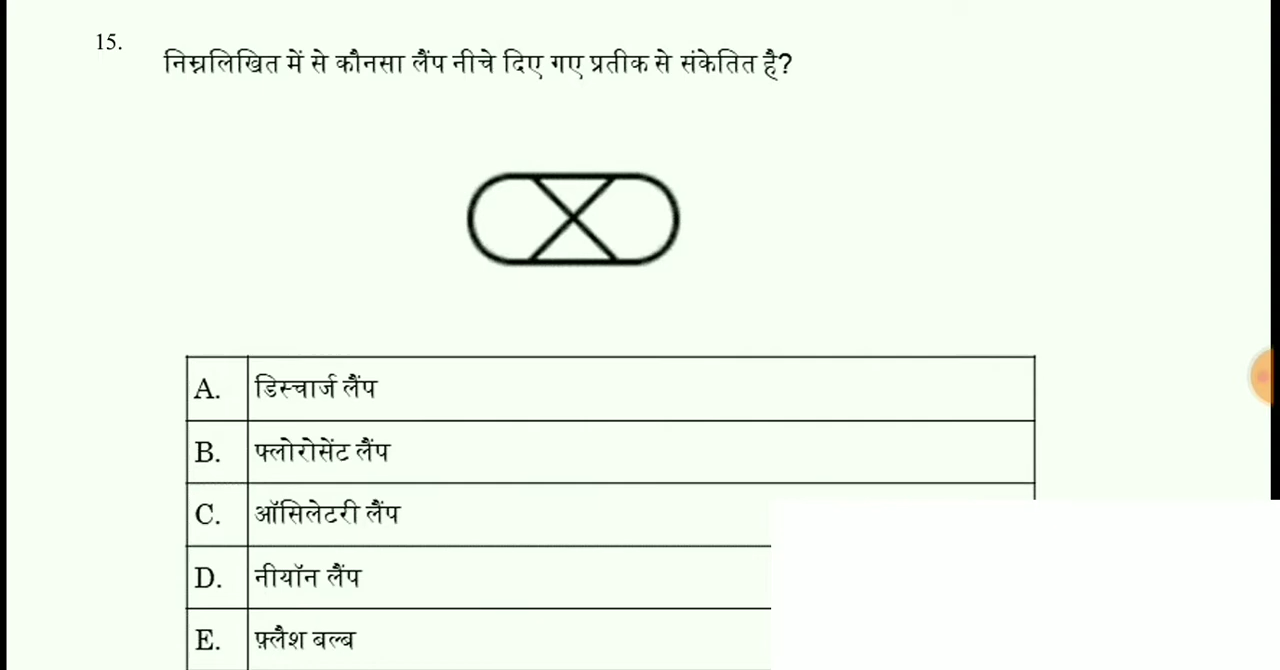 15.
निम्नलिखित में से कौनसा लैंप नीचे दिए गए प्रतीक से संकेतित है?
A. डिस्चार्ज लैंप
B. फ्लोरोसेंट लैंप
C. ऑसिलेटरी लैंप
D. नीयॉन लैंप
E. फ़्लैश बल्ब